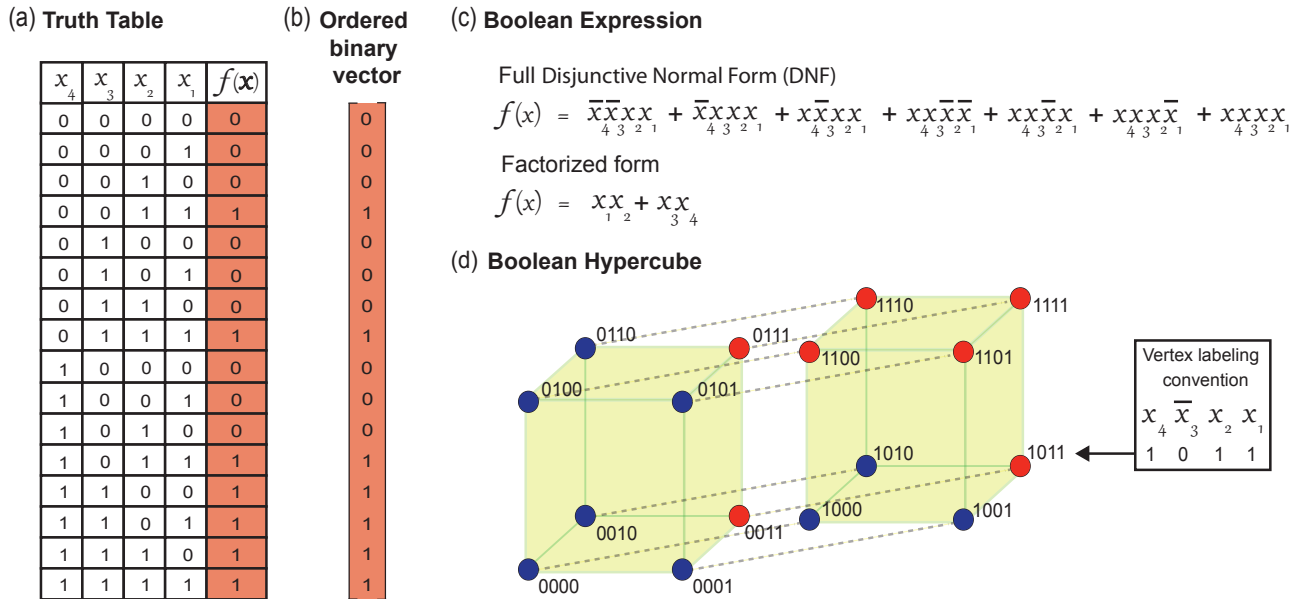 (a) Truth Table
x₄ x₃ x₂ x₁ f(x)
0 0 0 0 0
0 0 0 1 0
0 0 1 0 0
0 0 1 1 1
0 1 0 0 0
0 1 0 1 0
0 1 1 0 0
0 1 1 1 1
1 0 0 0 0
1 0 0 1 0
1 0 1 0 0
1 0 1 1 1
1 1 0 0 1
1 1 0 1 1
1 1 1 0 1
1 1 1 1 1
(b) Ordered
binary
vector
0
0
0
1
0
0
0
1
0
0
0
1
1
1
1
1
(c) Boolean Expression
Full Disjunctive Normal Form (DNF)
f(x) = x̅₄x̅₃x₂x₁ + x̅₄x₃x₂x₁ + x₄x̅₃x₂x₁ + x₄x₃x̅₂x̅₁ + x₄x₃x̅₂x₁ + x₄x₃x₂x̅₁ + x₄x₃x₂x₁
Factorized form
f(x) = x₁x₂ + x₃x₄
(d) Boolean Hypercube
1110 1111
0110 0111 1100 1101
0100 0101
1010 1011
0010 0011 1000 1001
0000 0001
Vertex labeling
convention
x₄ x̅₃ x₂ x₁
1 0 1 1